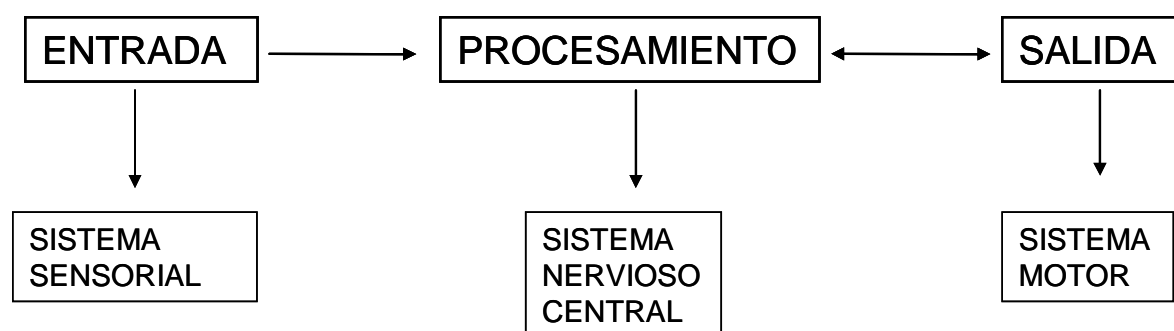 ENTRADA
PROCESAMIENTO
SALIDA
SISTEMA
SENSORIAL
SISTEMA
NERVIOSO
CENTRAL
SISTEMA
MOTOR